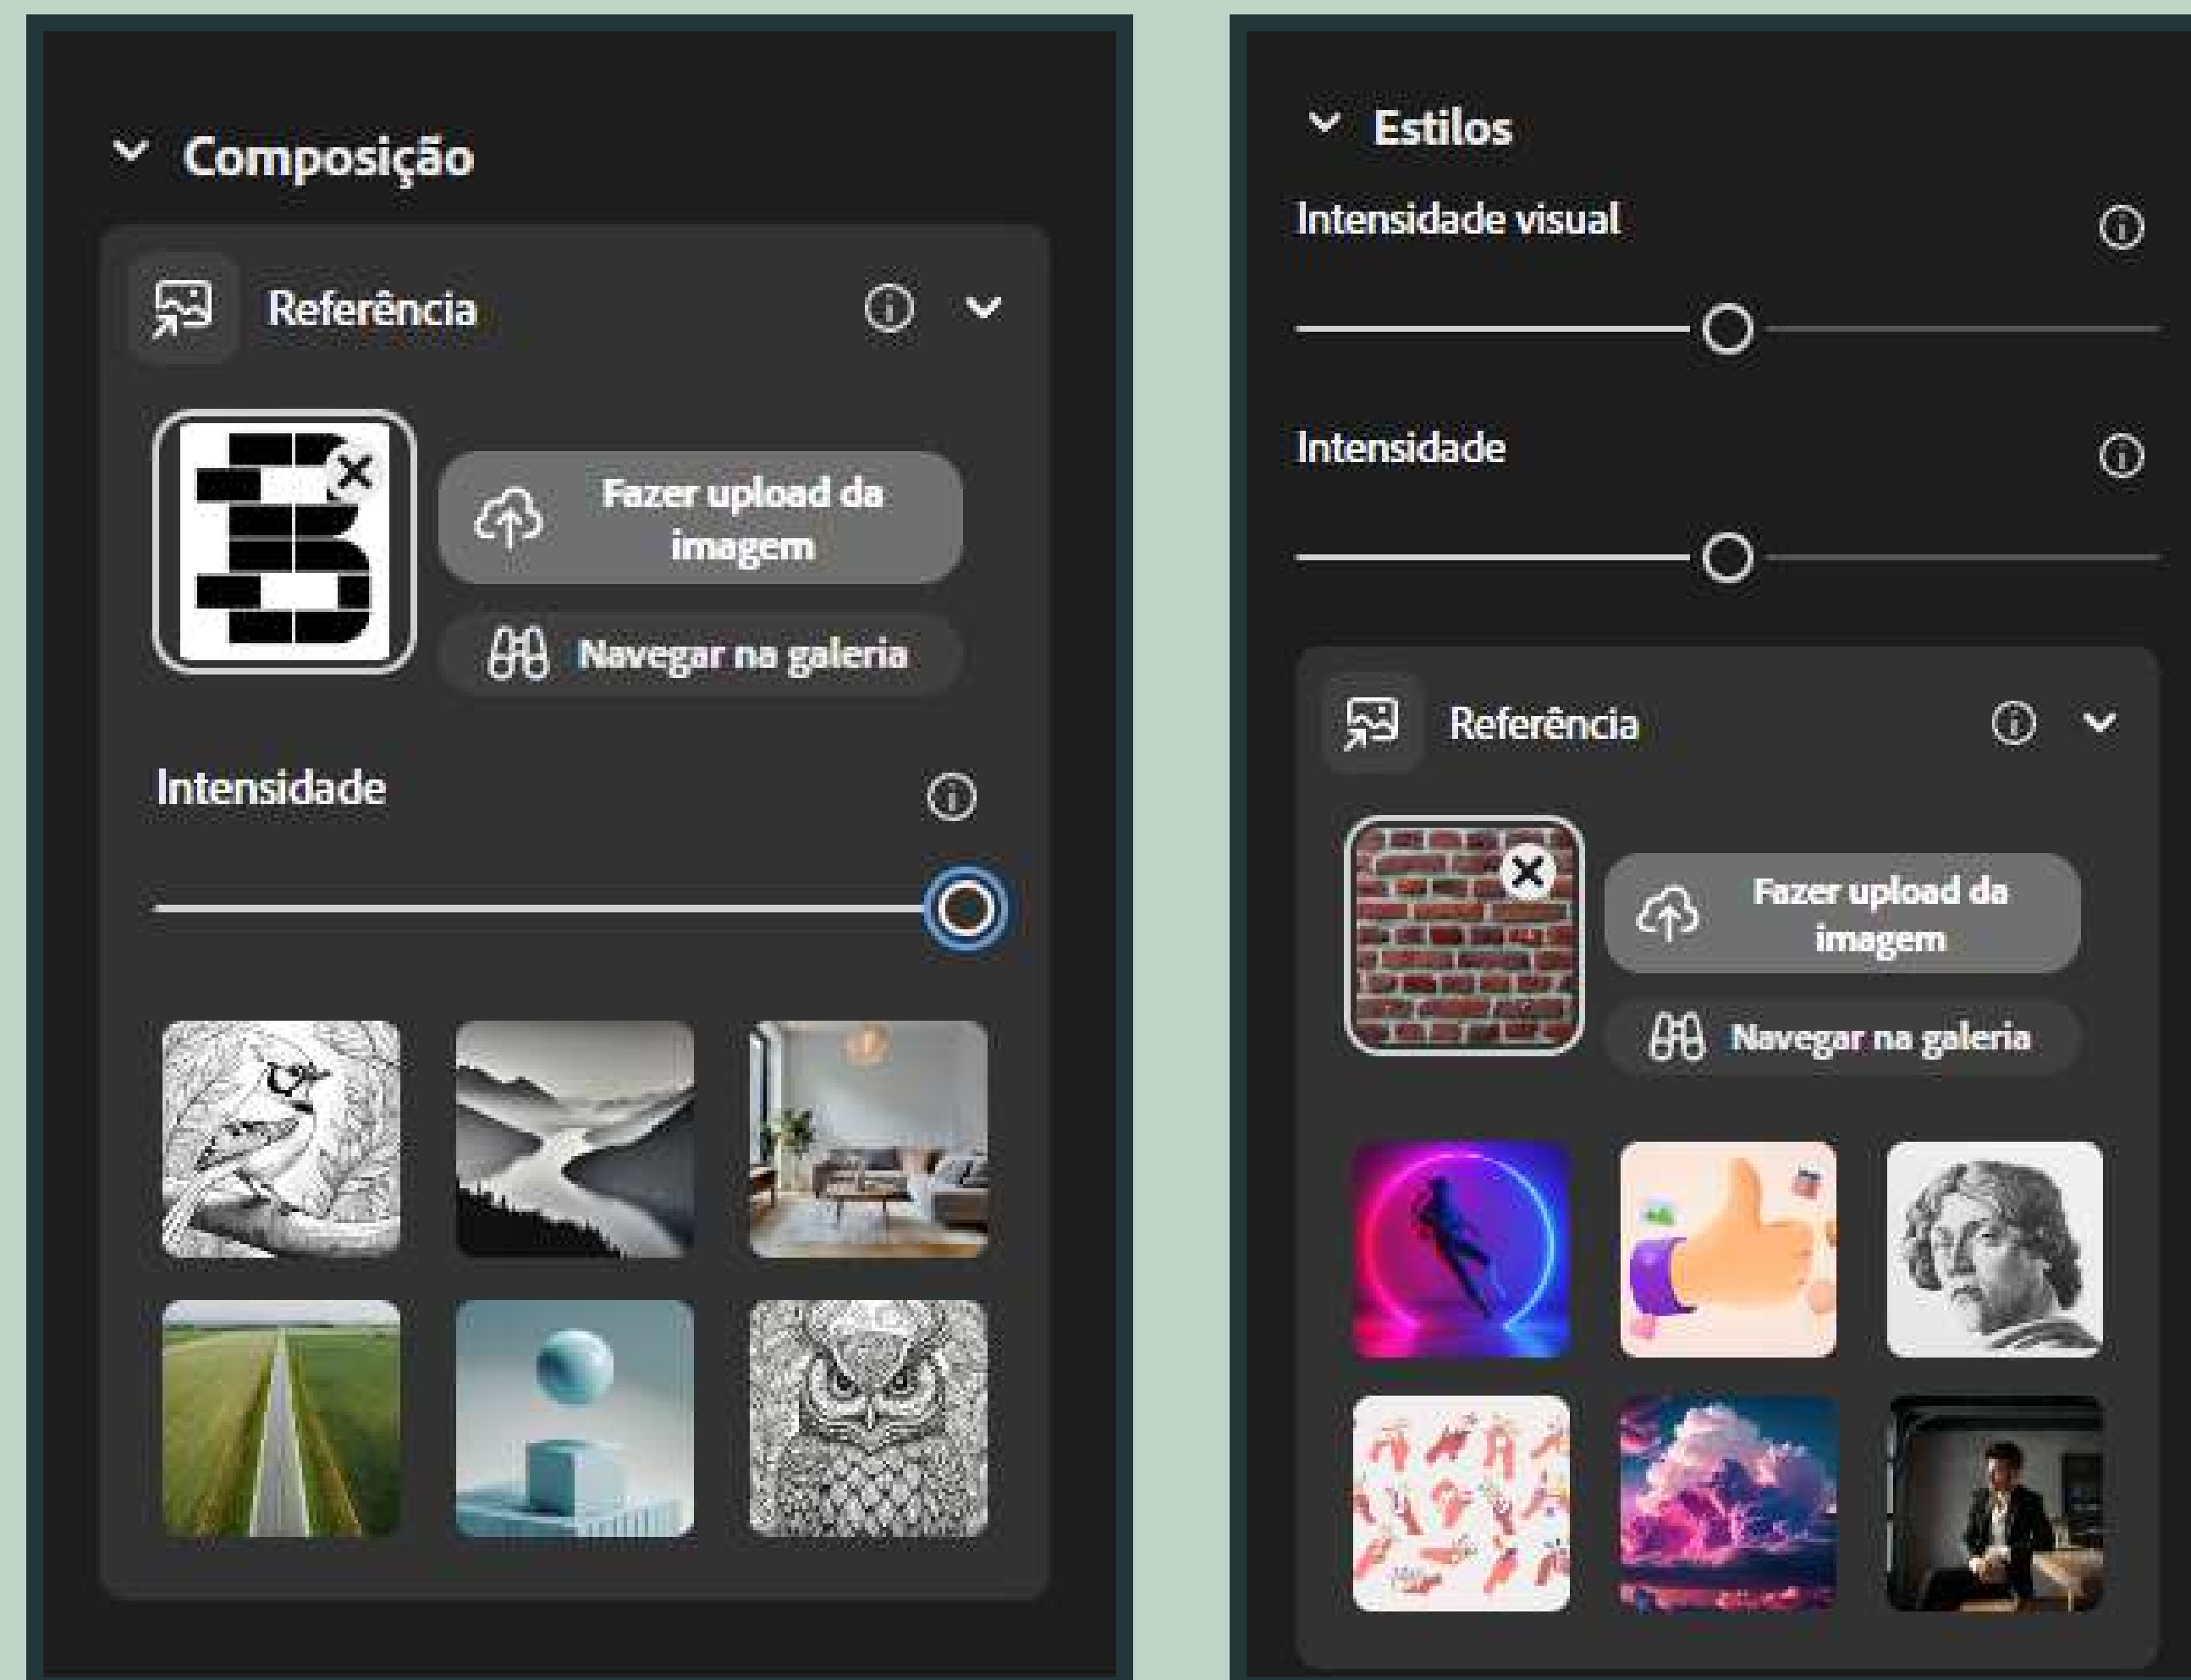 Composição
Referência
Fazer upload da
imagem
Navegar na galeria
Intensidade
Estilos
Intensidade visual
Intensidade
Referência
Fazer upload da
imagem
Navegar na galeria